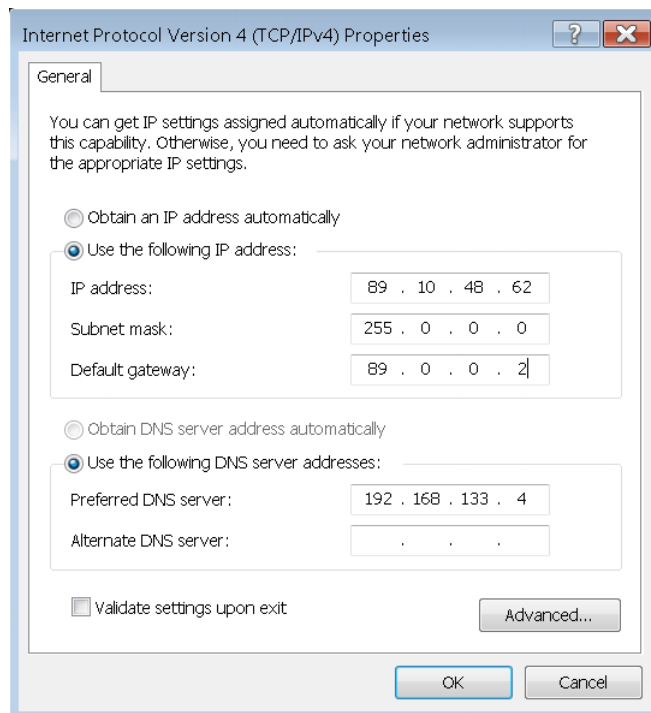 Internet Protocol Version 4 (TCP/IPv4) Properties
General
You can get IP settings assigned automatically if your network supports
this capability. Otherwise, you need to ask your network administrator for
the appropriate IP settings.
Obtain an IP address automatically
Use the following IP address:
IP address: 89 . 10 . 48 . 62
Subnet mask: 255 . 0 . 0 . 0
Default gateway: 89 . 0 . 0 . 2
Obtain DNS server address automatically
Use the following DNS server addresses:
Preferred DNS server: 192 . 168 . 133 . 4
Alternate DNS server: . . .
Validate settings upon exit
Advanced...
OK Cancel